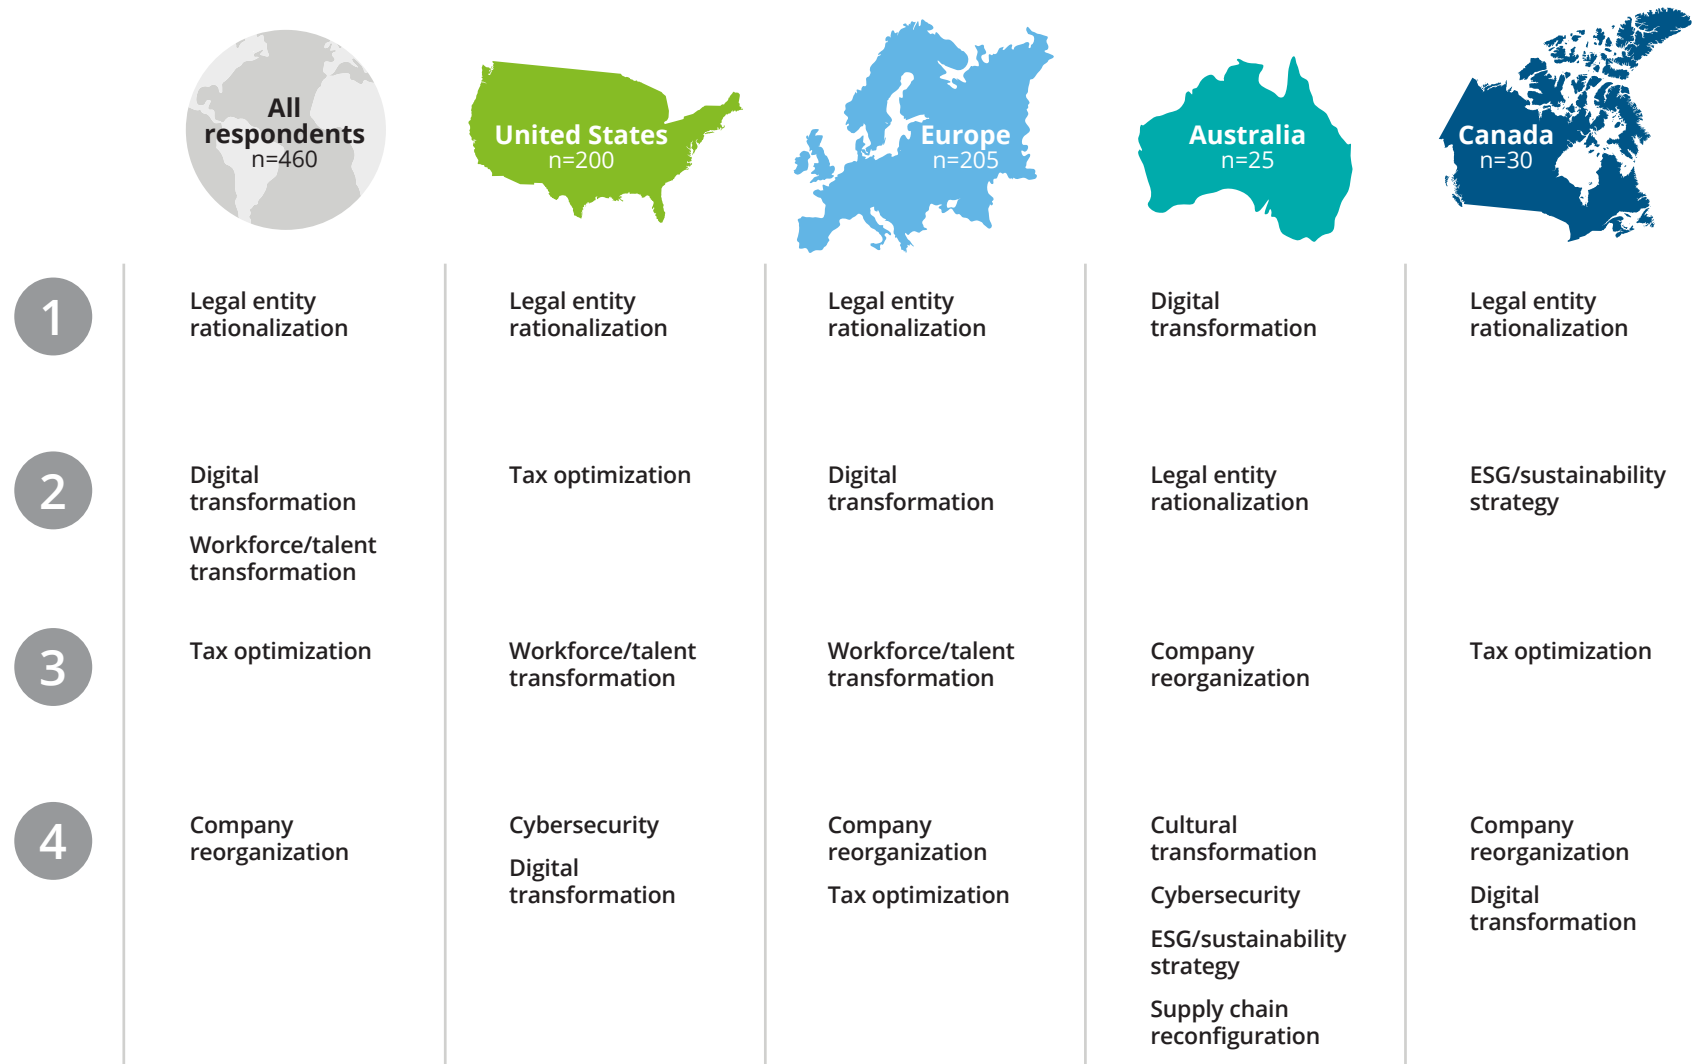 All
respondents
n=460
United States
n=200
Europe
n=205
Australia
n=25
Canada
n=30
1
Legal entity
rationalization
Legal entity
rationalization
Legal entity
rationalization
Digital
transformation
Legal entity
rationalization
2
Digital
transformation
Workforce/talent
transformation
Tax optimization
Digital
transformation
Legal entity
rationalization
ESG/sustainability
strategy
3
Tax optimization
Workforce/talent
transformation
Workforce/talent
transformation
Company
reorganization
Tax optimization
4
Company
reorganization
Cybersecurity
Digital
transformation
Company
reorganization
Tax optimization
Cultural
transformation
Cybersecurity
ESG/sustainability
strategy
Supply chain
reconfiguration
Company
reorganization
Digital
transformation